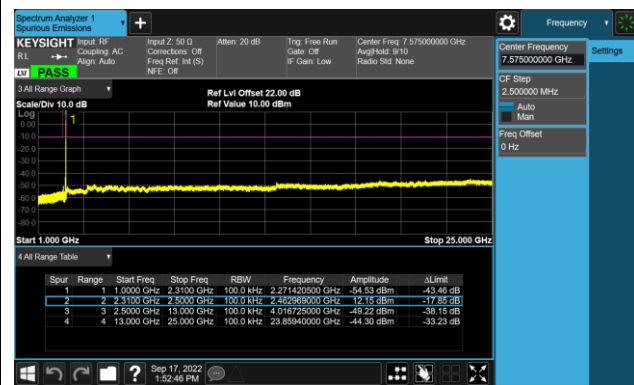 Spectrum Analyzer 1
Spurious Emissions
Frequency
KEYSIGHT Input: RF Input Z: 50 Ω Atten: 20 dB Trig: Free Run Center Freq: 7.575000000 GHz
RL Coupling: AC Corrections: Off Gate: Off Avg|Hold: 9/10
Align: Auto Freq Ref: Int (S) IF Gain: Low Radio Std: None
LXI PASS NFE: Off
Center Frequency
7.575000000 GHz
Settings
CF Step
2.500000 MHz
Auto
Man
Freq Offset
0 Hz
3 All Range Graph
Ref Lvl Offset 22.00 dB
Scale/Div 10.0 dB Ref Value 10.00 dBm
Log
1
0.00
-10.0
-20.0
-30.0
-40.0
-50.0
-60.0
-70.0
-80.0
Start 1.000 GHz Stop 25.000 GHz
4 All Range Table
Spur Range Start Freq Stop Freq RBW Frequency Amplitude ΔLimit
1 1 1.0000 GHz 2.3100 GHz 100.0 kHz 2.271420500 GHz -54.53 dBm -43.46 dB
2 2 2.3100 GHz 2.5000 GHz 100.0 kHz 2.462969000 GHz 12.15 dBm -17.85 dB
3 3 2.5000 GHz 13.000 GHz 100.0 kHz 4.016725000 GHz -49.22 dBm -38.15 dB
4 4 13.000 GHz 25.000 GHz 100.0 kHz 23.85940000 GHz -44.30 dBm -33.23 dB
Sep 17, 2022
1:52:46 PM